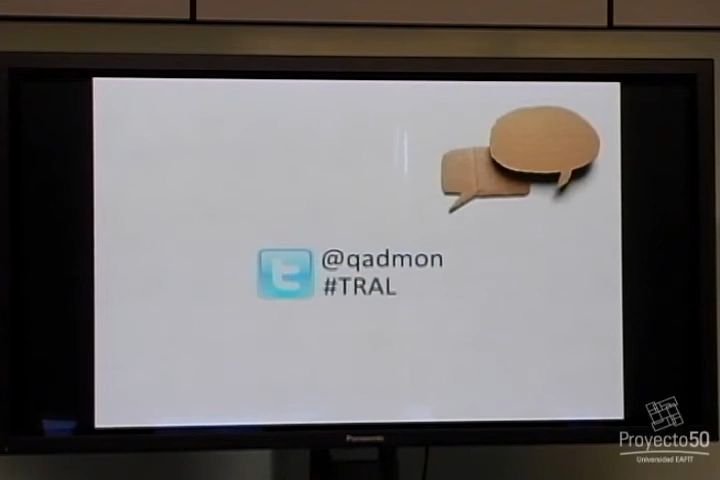 @qadmon
#TRAL
Panasonic
Proyecto50
Universidad EAFIT